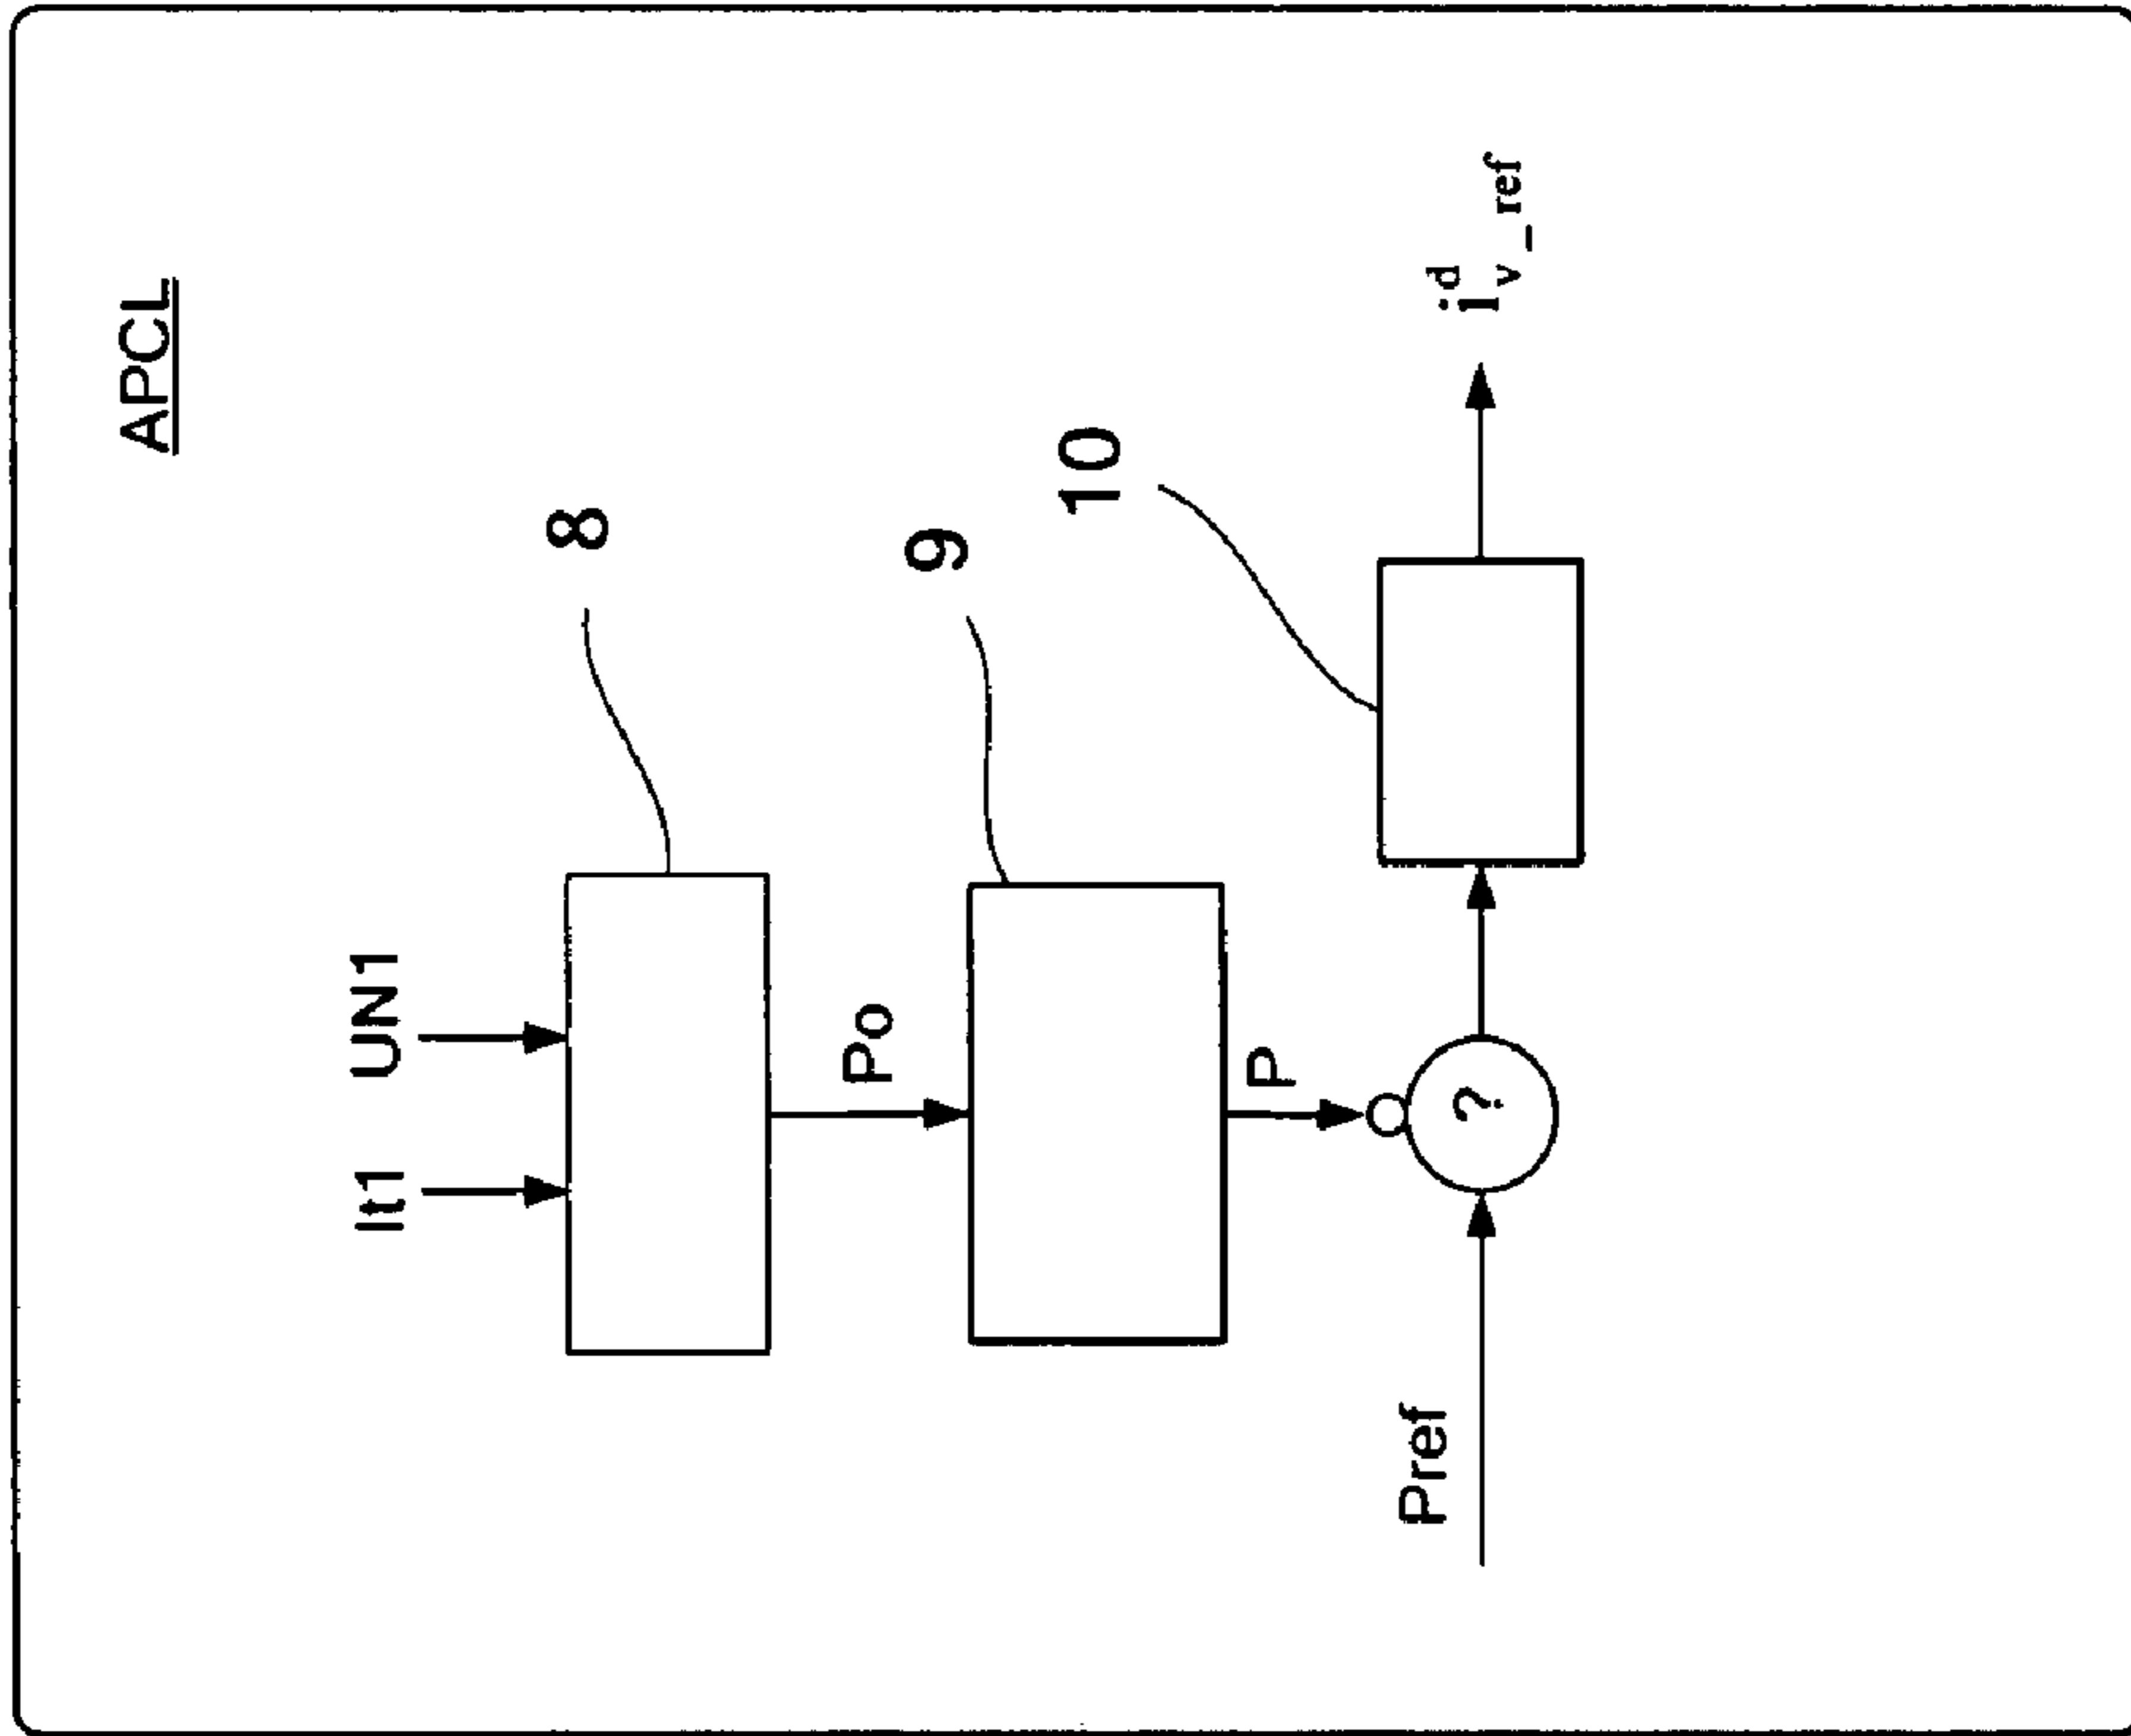 APCL
It1 UN1
8
Po
9
P
10
Pref
?
i^d_v_ref